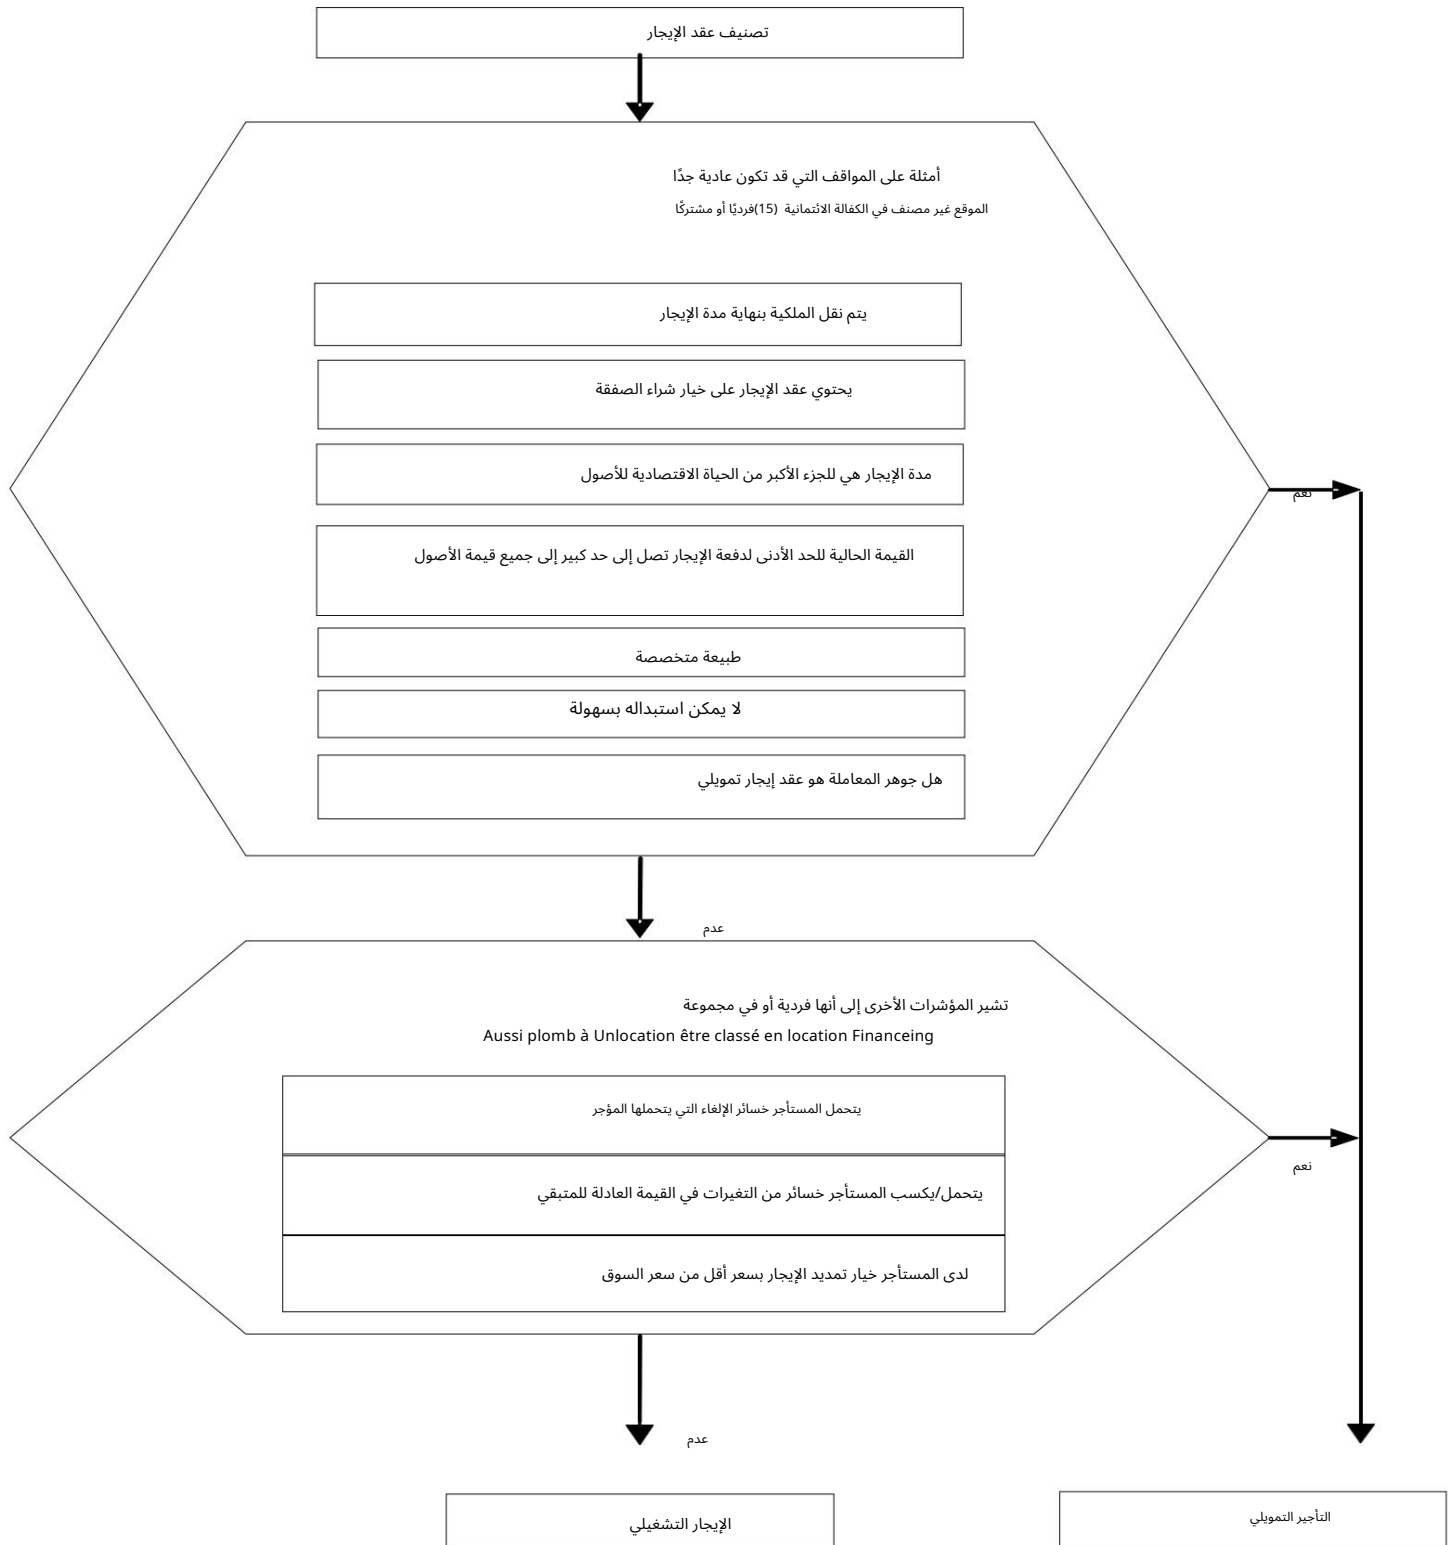 تصنيف عقد الإيجار
أمثلة على المواقف التي قد تكون عادية جدًا
الموقع غير مصنف في الكفالة الائتمانية (15)فرديًا أو مشتركًا
يتم نقل الملكية بنهاية مدة الإيجار
يحتوي عقد الإيجار على خيار شراء الصفقة
مدة الإيجار هي للجزء الأكبر من الحياة الاقتصادية للأصول
نعم
القيمة الحالية للحد الأدنى لدفعة الإيجار تصل إلى حد كبير إلى جميع قيمة الأصول
طبيعة متخصصة
لا يمكن استبداله بسهولة
هل جوهر المعاملة هو عقد إيجار تمويلي
عدم
تشير المؤشرات الأخرى إلى أنها فردية أو في مجموعة
Aussi plomb à Unlocation être classé en location Financeing
يتحمل المستأجر خسائر الإلغاء التي يتحملها المؤجر
نعم
يتحمل/يكسب المستأجر خسائر من التغيرات في القيمة العادلة للمتبقي
لدى المستأجر خيار تمديد الإيجار بسعر أقل من سعر السوق
عدم
الإيجار التشغيلي
التأجير التمويلي